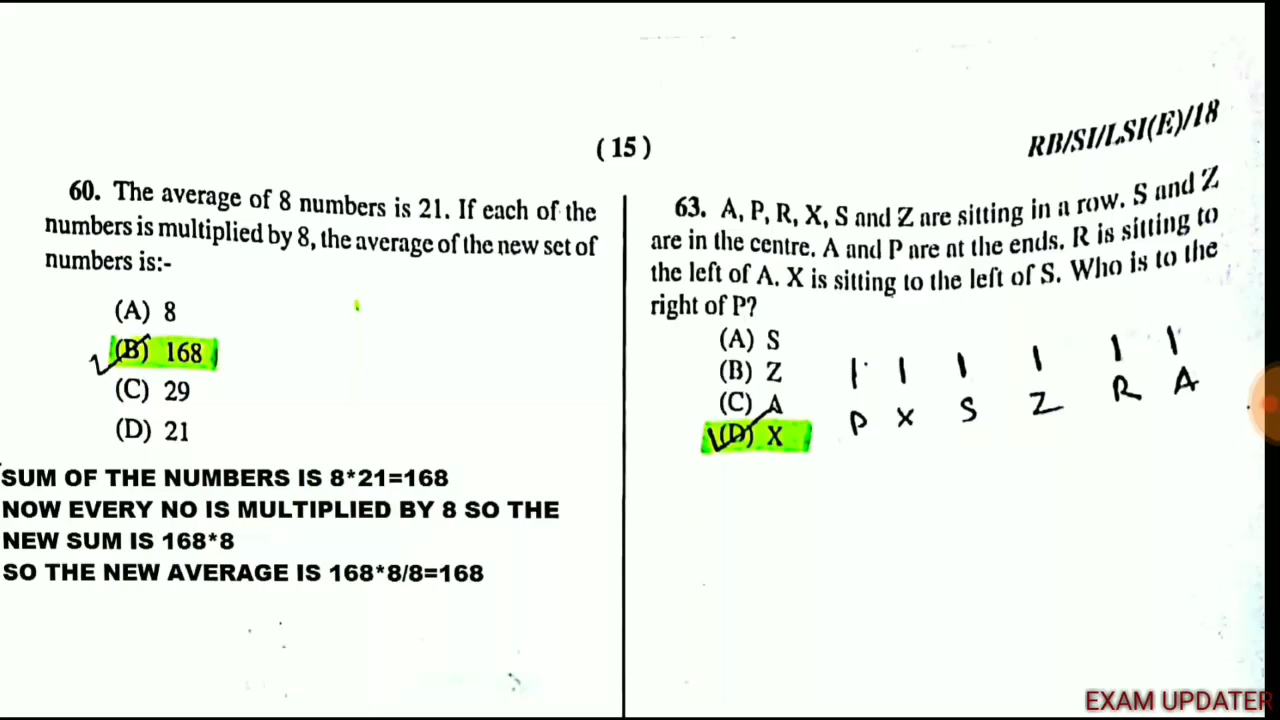 (15)
RB/SI/LSI(E)/18
60. The average of 8 numbers is 21. If each of the
numbers is multiplied by 8, the average of the new set of
numbers is:-
(A) 8
(B) 168
(C) 29
(D) 21
SUM OF THE NUMBERS IS 8*21=168
NOW EVERY NO IS MULTIPLIED BY 8 SO THE
NEW SUM IS 168*8
SO THE NEW AVERAGE IS 168*8/8=168
63. A, P, R, X, S and Z are sitting in a row. S and Z
are in the centre. A and P are at the ends. R is sitting to
the left of A. X is sitting to the left of S. Who is to the
right of P?
(A) S
(B) Z
(C) A
(D) X
P X S Z R A
EXAM UPDATER